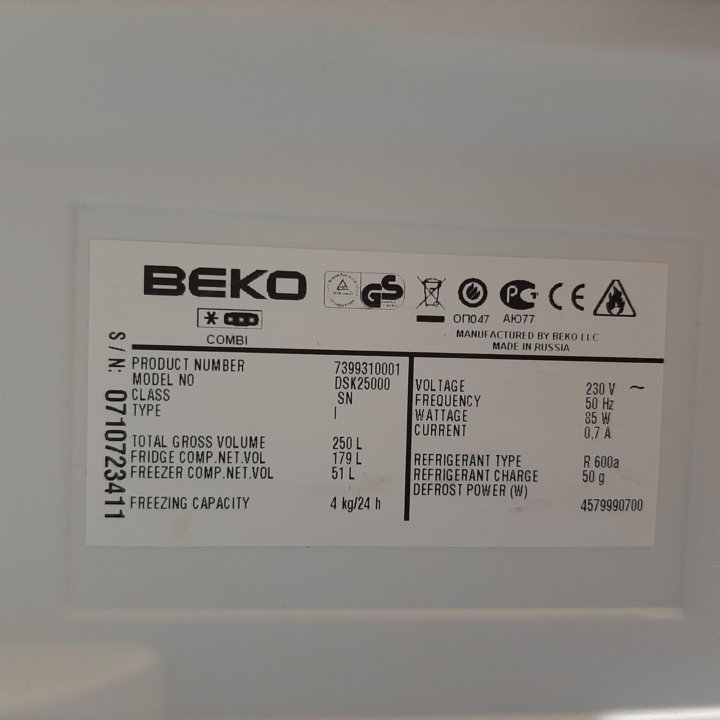 BEKO
GS
ОП047 АЮ77
COMBI
MANUFACTURED BY BEKO LLC
MADE IN RUSSIA
S / N: 0710723411
PRODUCT NUMBER 7399310001
MODEL NO DSK25000
CLASS SN
TYPE I
TOTAL GROSS VOLUME 250 L
FRIDGE COMP.NET.VOL 179 L
FREEZER COMP.NET.VOL 51 L
FREEZING CAPACITY 4 kg/24 h
VOLTAGE 230 V ~
FREQUENCY 50 Hz
WATTAGE 85 W
CURRENT 0,7 A
REFRIGERANT TYPE R 600a
REFRIGERANT CHARGE 50 g
DEFROST POWER (W)
4579990700